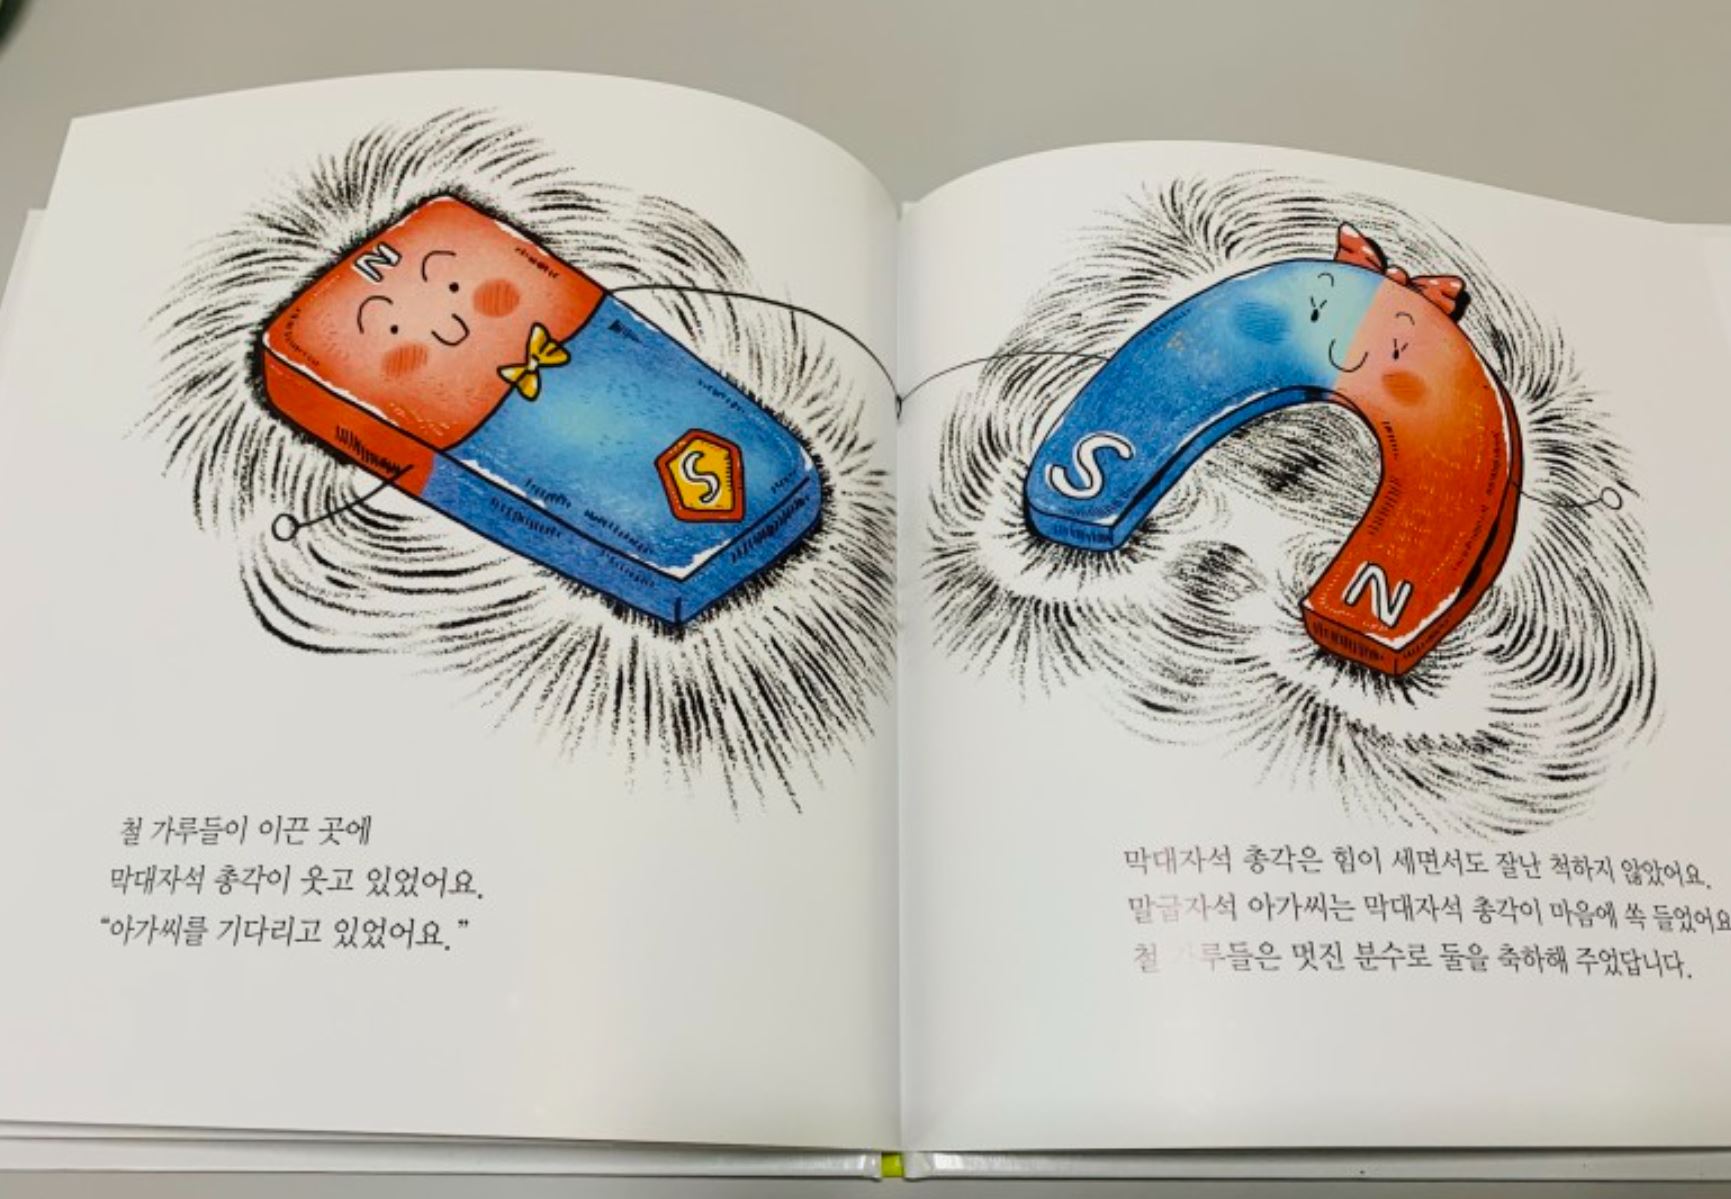 N
S
철 가루들이 이끈 곳에
막대자석 총각이 웃고 있었어요.
“아가씨를 기다리고 있었어요.”
S
N
막대자석 총각은 힘이 세면서도 잘난 척하지 않았어요.
말굽자석 아가씨는 막대자석 총각이 마음에 쏙 들었어요
철 가루들은 멋진 분수로 둘을 축하해 주었답니다.